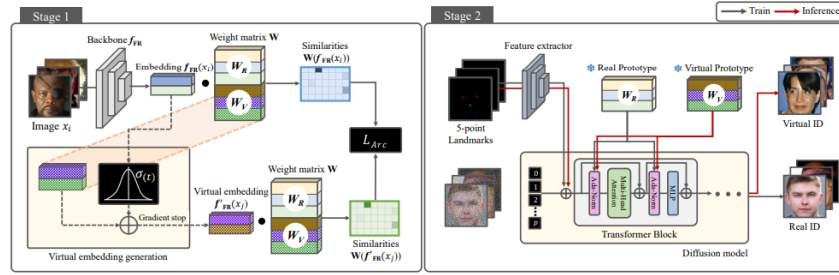 Stage 1
Backbone f_FR
Embedding f_FR(x_i)
Weight matrix W
W_R
W_V
Similarities
W(f_FR(x_i))
Image x_i
L_Arc
σ(t)
Gradient stop
Virtual embedding generation
Virtual embedding
f'_FR(x_j)
Weight matrix W
W_R
W_V
Similarities
W(f'_FR(x_j))
Stage 2
Train
Inference
Feature extractor
Real Prototype
Virtual Prototype
W_R
W_V
5-point
Landmarks
0
1
2
p
Ada-Norm
Multi-Head
Attention
Ada-Norm
MLP
Transformer Block
Diffusion model
Virtual ID
Real ID